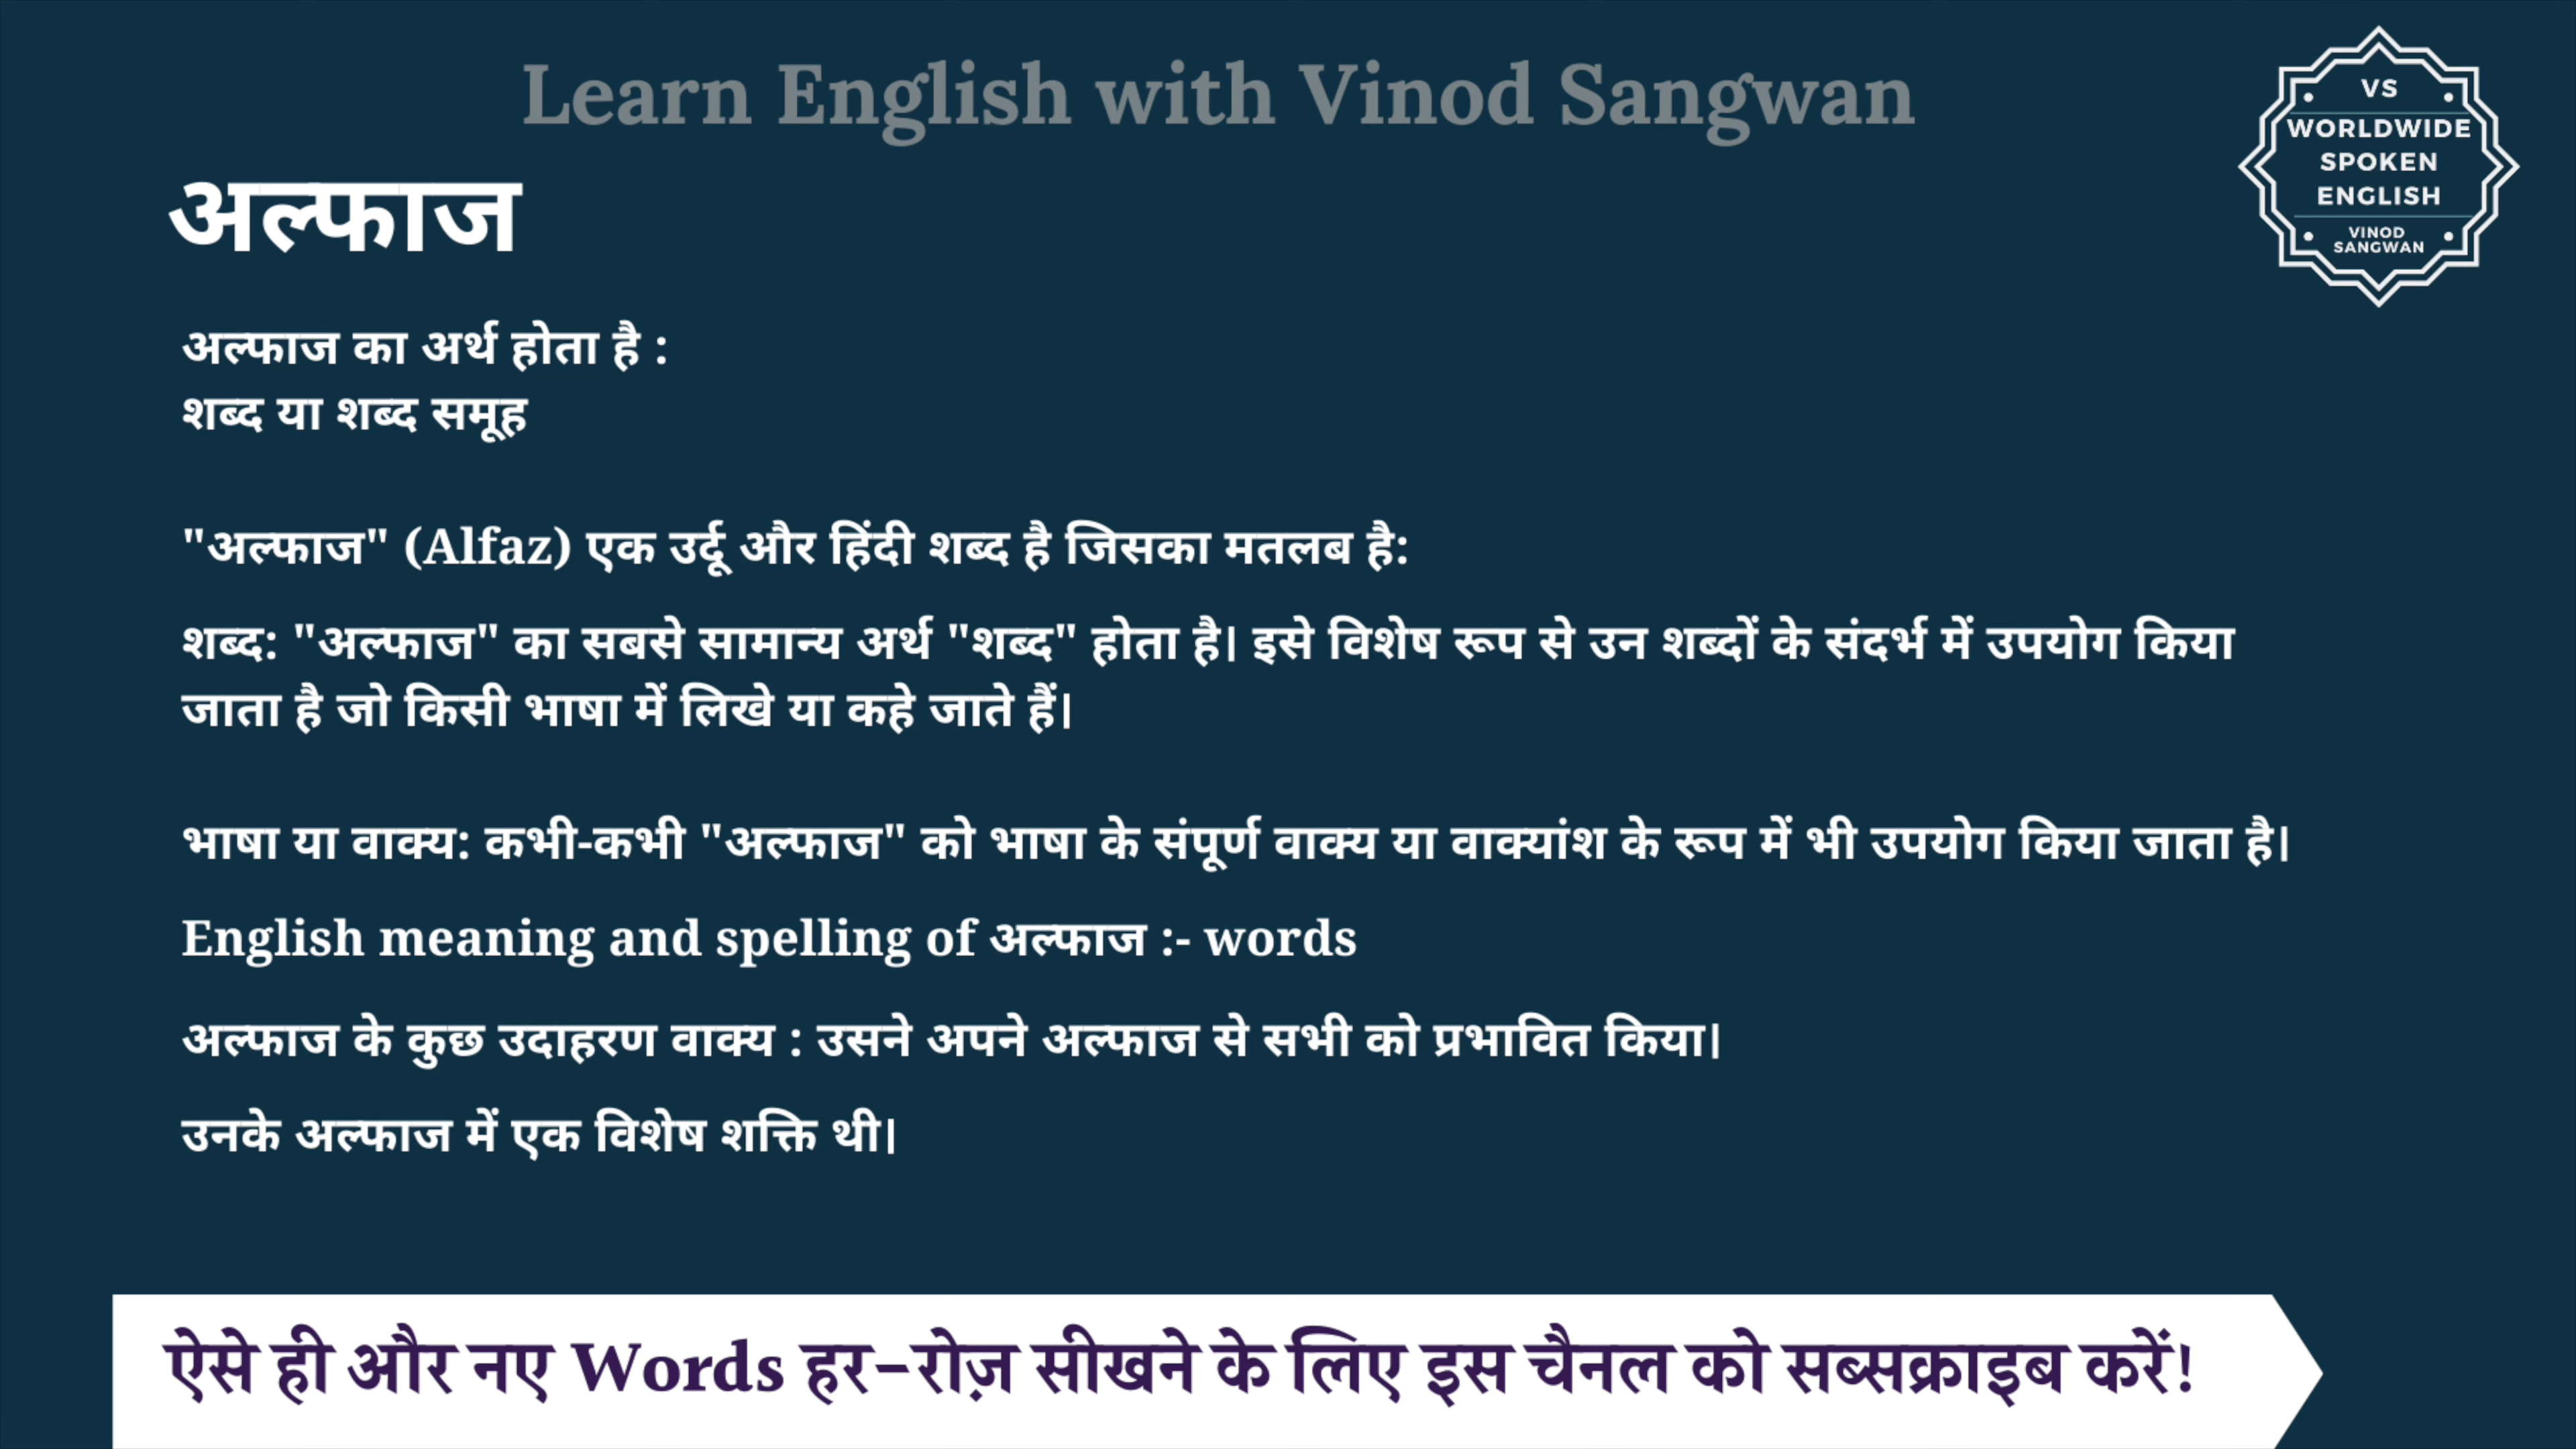 Learn English with Vinod Sangwan
VS
WORLDWIDE
SPOKEN
ENGLISH
VINOD
SANGWAN
अल्फाज
अल्फाज का अर्थ होता है :
शब्द या शब्द समूह
"अल्फाज" (Alfaz) एक उर्दू और हिंदी शब्द है जिसका मतलब है:
शब्द: "अल्फाज" का सबसे सामान्य अर्थ "शब्द" होता है। इसे विशेष रूप से उन शब्दों के संदर्भ में उपयोग किया
जाता है जो किसी भाषा में लिखे या कहे जाते हैं।
भाषा या वाक्य: कभी-कभी "अल्फाज" को भाषा के संपूर्ण वाक्य या वाक्यांश के रूप में भी उपयोग किया जाता है।
English meaning and spelling of अल्फाज :- words
अल्फाज के कुछ उदाहरण वाक्य : उसने अपने अल्फाज से सभी को प्रभावित किया।
उनके अल्फाज में एक विशेष शक्ति थी।
ऐसे ही और नए Words हर-रोज़ सीखने के लिए इस चैनल को सब्सक्राइब करें!